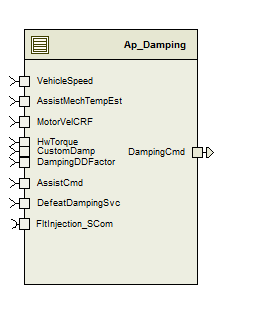 Ap_Damping
VehicleSpeed
AssistMechTempEst
MotorVelCRF
HwTorque
CustomDamp
DampingCmd
DampingDDFactor
AssistCmd
DefeatDampingSvc
FltInjection_SCom